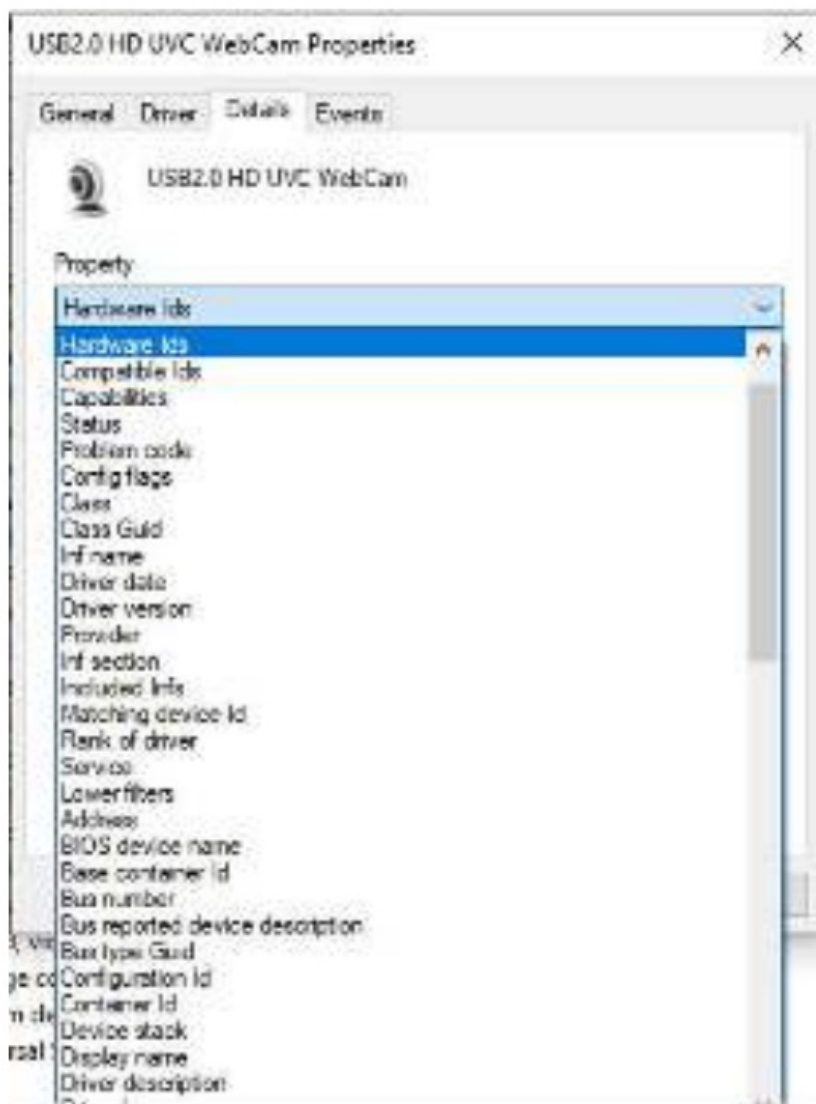 USB2.0 HD UVC WebCam Properties
General Driver Details Events
USB2.0 HD UVC WebCam
Property
Hardware Ids
Hardware Ids
Compatible Ids
Capabilities
Status
Problem code
Config flags
Class
Class Guid
Inf name
Driver date
Driver version
Provider
Inf section
Included Infs
Matching device Id
Rank of driver
Service
Lower filters
Address
BIOS device name
Base container Id
Bus number
Bus reported device description
Bus type Guid
Configuration Id
Container Id
Device stack
Display name
Driver description